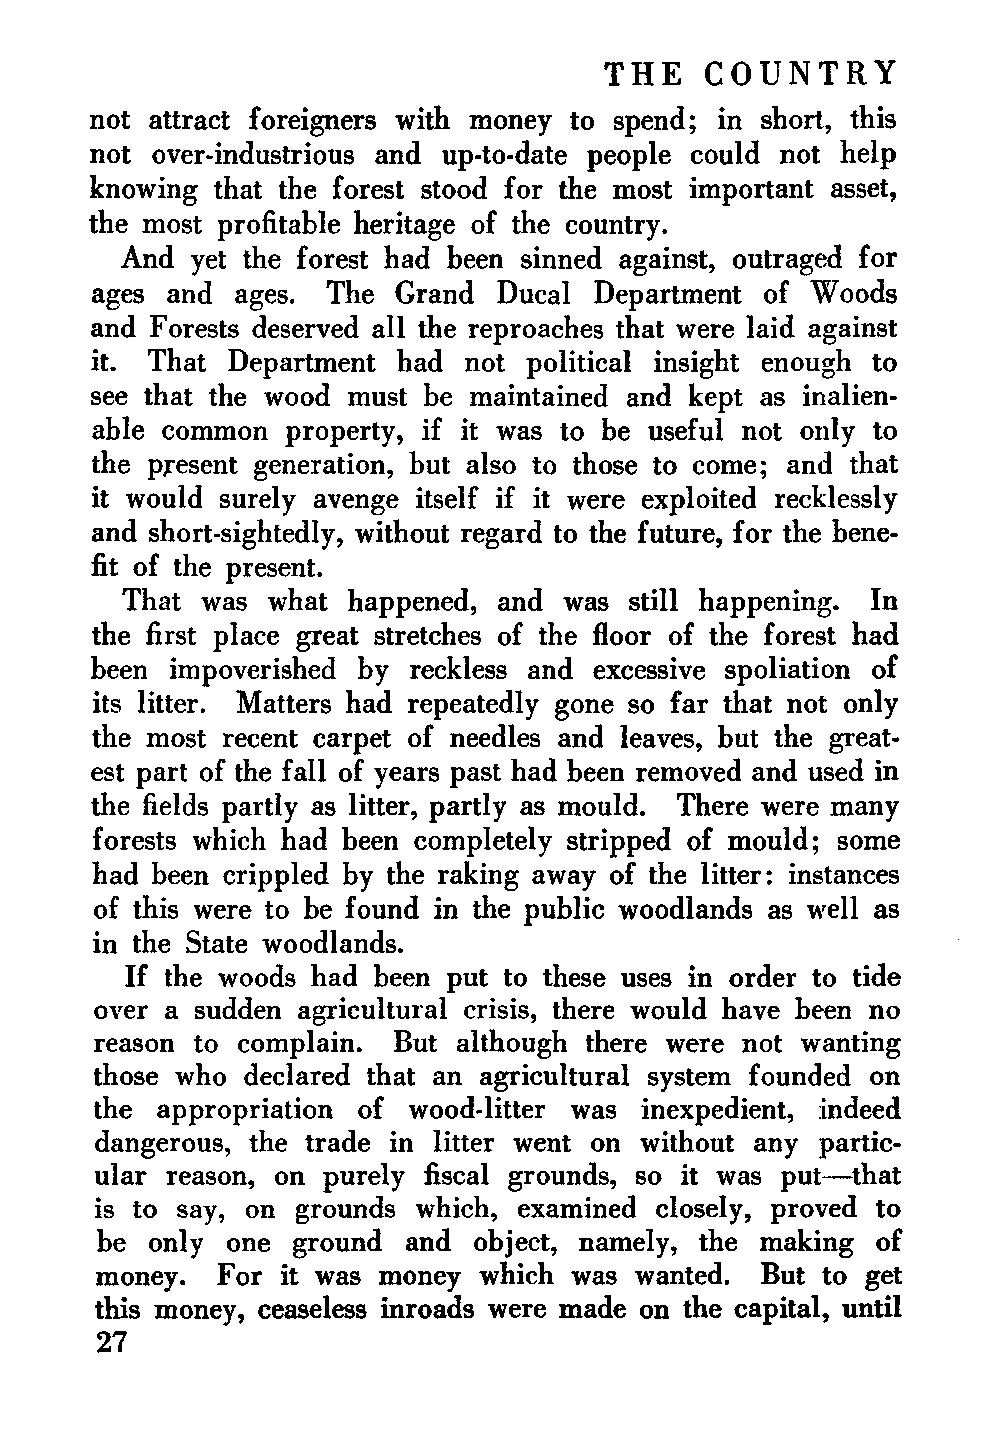 THE COUNTRY
not attract foreigners with money to spend; in short, this
not over-industrious and up-to-date people could not help
knowing that the forest stood for the most important asset,
the most profitable heritage of the country.
And yet the forest had been sinned against, outraged for
ages and ages. The Grand Ducal Department of Woods
and Forests deserved all the reproaches that were laid against
it. That Department had not political insight enough to
see that the wood must be maintained and kept as inalien-
able common property, if it was to be useful not only to
the present generation, but also to those to come; and that
it would surely avenge itself if it were exploited recklessly
and short-sightedly, without regard to the future, for the bene-
fit of the present.
That was what happened, and was still happening. In
the first place great stretches of the floor of the forest had
been impoverished by reckless and excessive spoliation of
its litter. Matters had repeatedly gone so far that not only
the most recent carpet of needles and leaves, but the great-
est part of the fall of years past had been removed and used in
the fields partly as litter, partly as mould. There were many
forests which had been completely stripped of mould; some
had been crippled by the raking away of the litter: instances
of this were to be found in the public woodlands as well as
in the State woodlands.
If the woods had been put to these uses in order to tide
over a sudden agricultural crisis, there would have been no
reason to complain. But although there were not wanting
those who declared that an agricultural system founded on
the appropriation of wood-litter was inexpedient, indeed
dangerous, the trade in litter went on without any partic-
ular reason, on purely fiscal grounds, so it was put—that
is to say, on grounds which, examined closely, proved to
be only one ground and object, namely, the making of
money. For it was money which was wanted. But to get
this money, ceaseless inroads were made on the capital, until
27